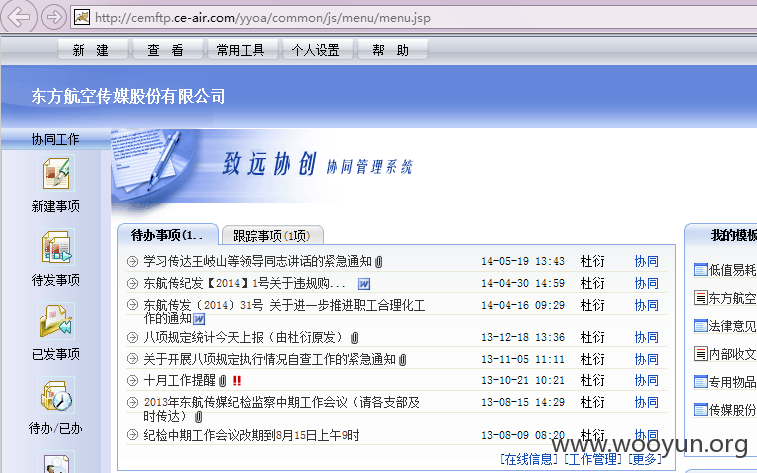 http://cemftp.ce-air.com/yyoa/common/js/menu/menu.jsp
新 建 查 看 常用工具 个人设置 帮 助
东方航空传媒股份有限公司
协同工作
新建事项
待发事项
已发事项
待办/已办
致远协创 协同管理系统
待办事项(1.. 跟踪事项(1项)
学习传达王岐山等领导同志讲话的紧急通知 14-05-19 13:43 杜衍 协同
东航传纪发【2014】1号关于违规购... 14-04-30 14:59 杜衍 协同
东航传发（2014）31号 关于进一步推进职工合理化工 14-04-16 09:29 杜衍 协同
作的通知
八项规定统计今天上报（由杜衍原发） 13-12-18 13:36 杜衍 协同
关于开展八项规定执行情况自查工作的紧急通知 13-11-05 11:11 杜衍 协同
十月工作提醒 !! 13-10-21 10:21 杜衍 协同
2013年东航传媒纪检监察中期工作会议（请各支部及 13-08-15 14:29 杜衍 协同
时传达）
纪检中期工作会议改期到8月15日上午9时 13-08-09 08:20 杜衍 协同
[在线信息] [工作管理] [更多]
我的模板
低值易耗
东方航空
法律意见
内部收文
专用物品
传媒股份
www.wooyun.org